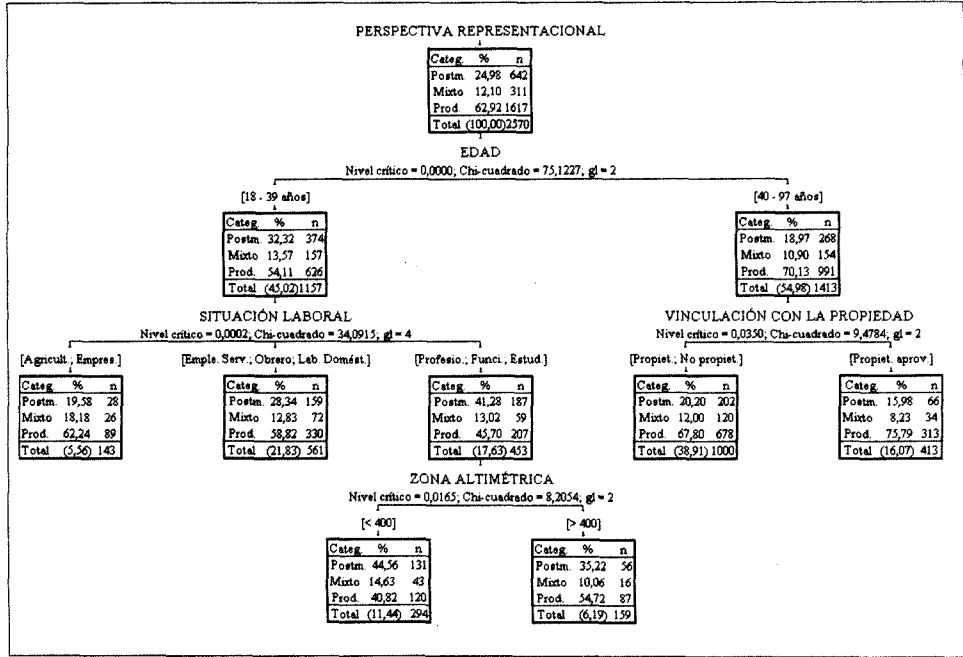 PERSPECTIVA REPRESENTACIONAL
Categ. % n
Postm. 24,98 642
Mixto 12,10 311
Prod. 62,92 1617
Total (100,00) 2570
EDAD
Nivel crítico = 0,0000; Chi-cuadrado = 75,1227; gl = 2
[18 - 39 años] [40 - 97 años]
Categ. % n Categ. % n
Postm. 32,32 374 Postm. 18,97 268
Mixto 13,57 157 Mixto 10,90 154
Prod. 54,11 626 Prod. 70,13 991
Total (45,02) 1157 Total (54,98) 1413
SITUACIÓN LABORAL VINCULACIÓN CON LA PROPIEDAD
Nivel crítico = 0,0002; Chi-cuadrado = 34,0915; gl = 4 Nivel crítico = 0,0350; Chi-cuadrado = 9,4784; gl = 2
[Agricult.; Empres.] [Emple. Serv.; Obrero; Lab. Domést.] [Profesio.; Funci.; Estud.] [Propiet.; No propiet.] [Propiet. aprov.]
Categ. % n Categ. % n Categ. % n Categ. % n Categ. % n
Postm. 19,58 28 Postm. 28,34 159 Postm. 41,28 187 Postm. 20,20 202 Postm. 15,98 66
Mixto 18,18 26 Mixto 12,83 72 Mixto 13,02 59 Mixto 12,00 120 Mixto 8,23 34
Prod. 62,24 89 Prod. 58,82 330 Prod. 45,70 207 Prod. 67,80 678 Prod. 75,79 313
Total (5,56) 143 Total (21,83) 561 Total (17,63) 453 Total (38,91) 1000 Total (16,07) 413
ZONA ALTIMÉTRICA
Nivel crítico = 0,0165; Chi-cuadrado = 8,2054; gl = 2
[< 400] [> 400]
Categ. % n Categ. % n
Postm. 44,56 131 Postm. 35,22 56
Mixto 14,63 43 Mixto 10,06 16
Prod. 40,82 120 Prod. 54,72 87
Total (11,44) 294 Total (6,19) 159